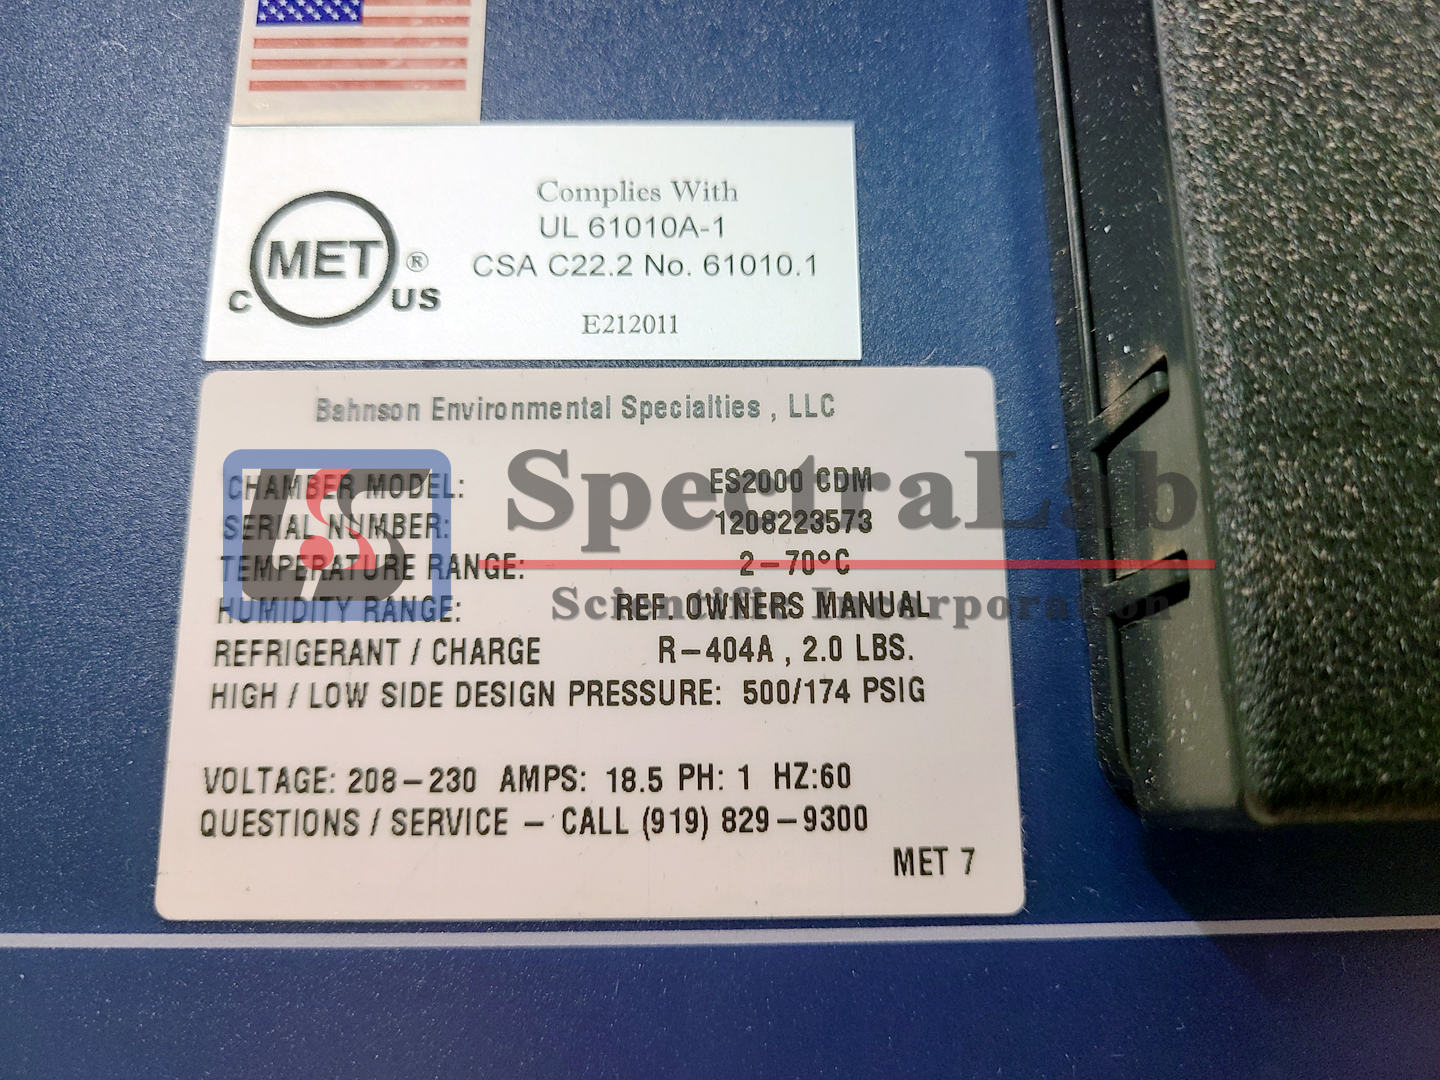 Complies With
UL 61010A-1
CSA C22.2 No. 61010.1
E212011
MET ®
C US
Bahnson Environmental Specialties , LLC
CHAMBER MODEL: ES2000 CDM
SERIAL NUMBER: 1208223573
TEMPERATURE RANGE: 2-70°C
HUMIDITY RANGE: REF. OWNERS MANUAL
REFRIGERANT / CHARGE R-404A , 2.0 LBS.
HIGH / LOW SIDE DESIGN PRESSURE: 500/174 PSIG
VOLTAGE: 208-230 AMPS: 18.5 PH: 1 HZ:60
QUESTIONS / SERVICE - CALL (919) 829-9300
MET 7
LSS
SpectraLab
Scientific Incorporation